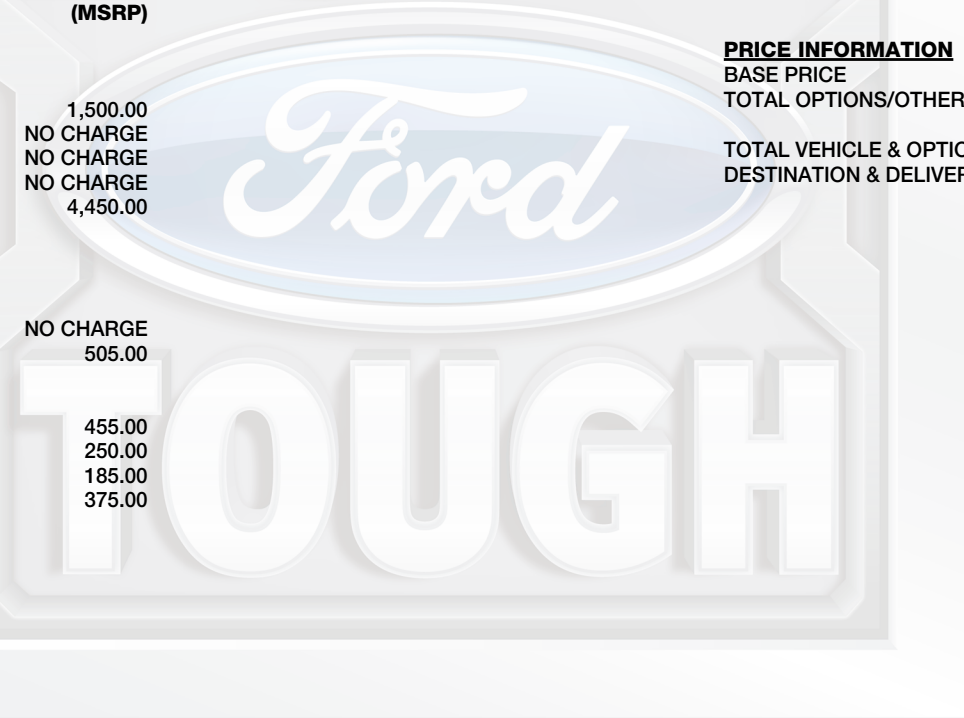 (MSRP)
1,500.00
NO CHARGE
NO CHARGE
NO CHARGE
4,450.00
NO CHARGE
505.00
455.00
250.00
185.00
375.00
PRICE INFORMATION
BASE PRICE
TOTAL OPTIONS/OTHER
TOTAL VEHICLE & OPTIO
DESTINATION & DELIVER
Ford
TOUGH